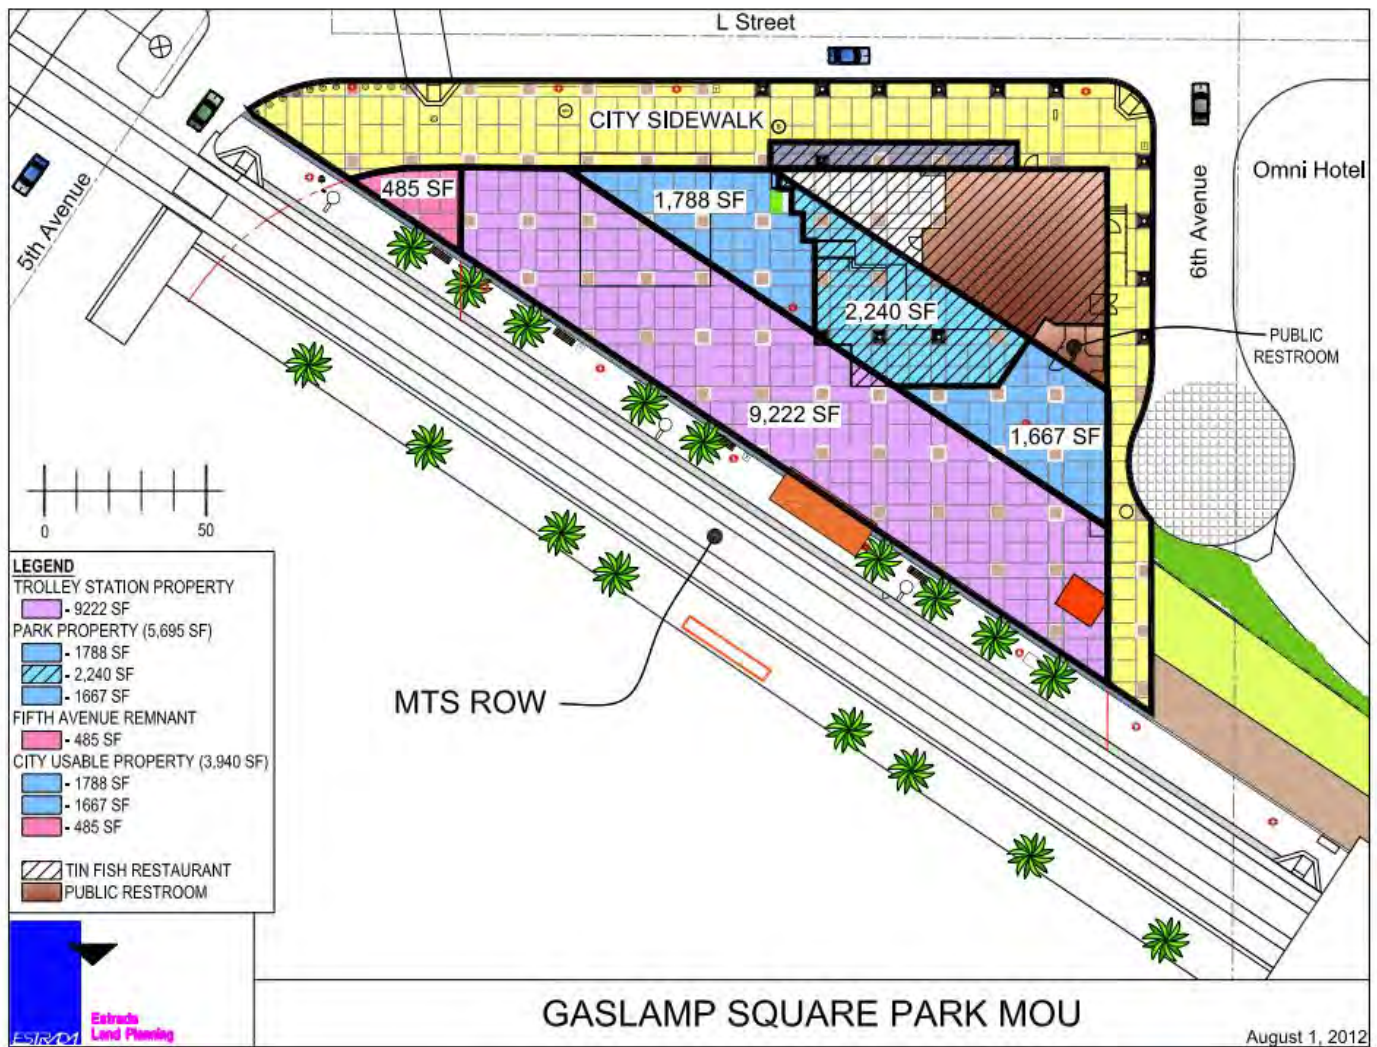 L Street
CITY SIDEWALK
5th Avenue
6th Avenue
Omni Hotel
485 SF
1,788 SF
2,240 SF
PUBLIC
RESTROOM
9,222 SF
1,667 SF
0
50
MTS ROW
LEGEND
TROLLEY STATION PROPERTY
- 9222 SF
PARK PROPERTY (5,695 SF)
- 1788 SF
- 2,240 SF
- 1667 SF
FIFTH AVENUE REMNANT
- 485 SF
CITY USABLE PROPERTY (3,940 SF)
- 1788 SF
- 1667 SF
- 485 SF
TIN FISH RESTAURANT
PUBLIC RESTROOM
ESTRADA
Estrada
Land Planning
GASLAMP SQUARE PARK MOU
August 1, 2012